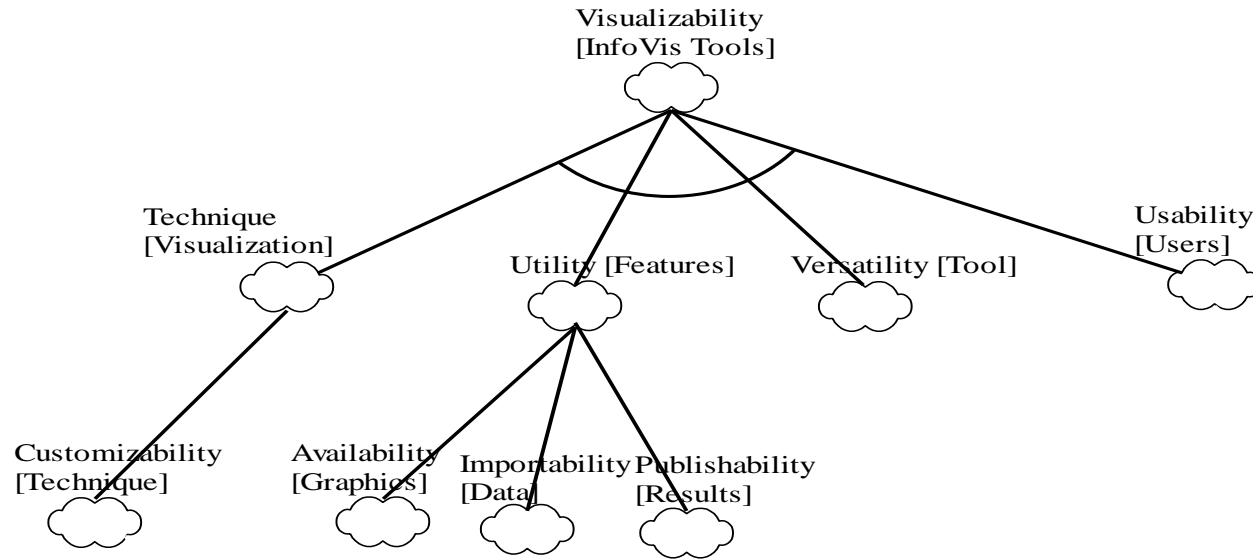 Visualizability
[InfoVis Tools]
Technique
[Visualization]
Utility [Features]
Versatility [Tool]
Usability
[Users]
Customizability
[Technique]
Availability
[Graphics]
Importability
[Data]
Publishability
[Results]